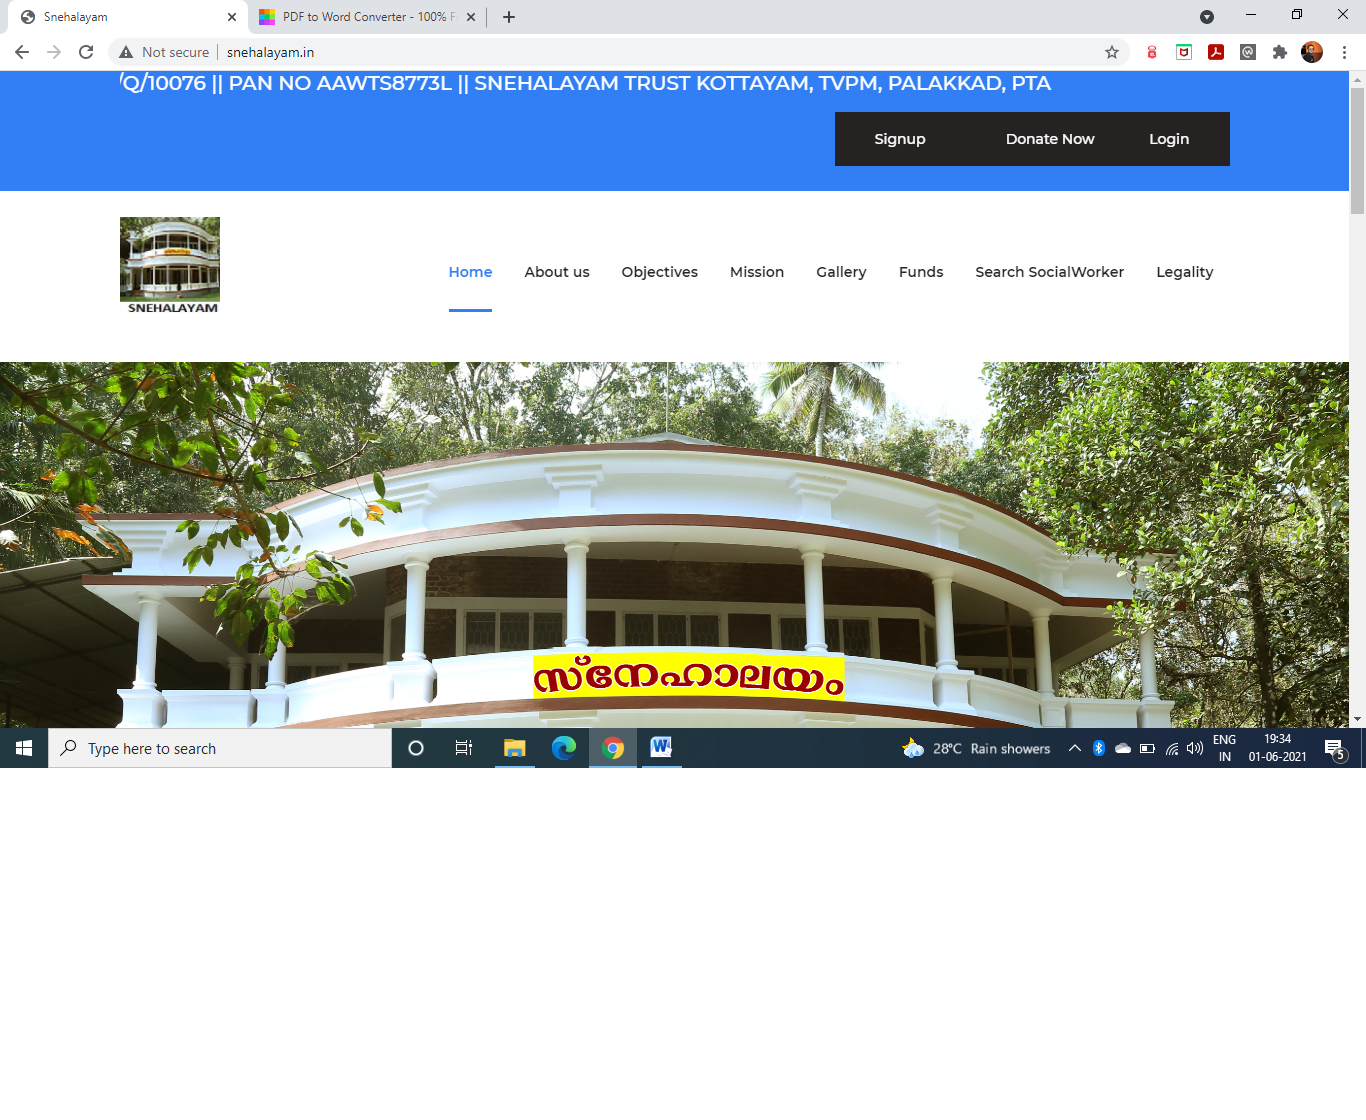 Snehalayam
PDF to Word Converter - 100% F
Not secure
snehalayam.in
/Q/10076 || PAN NO AAWTS8773L || SNEHALAYAM TRUST KOTTAYAM, TVPM, PALAKKAD, PTA
Signup Donate Now Login
SNEHALAYAM
Home About us Objectives Mission Gallery Funds Search SocialWorker Legality
സ്നേഹാലയം
Type here to search
28°C Rain showers
ENG
IN
19:34
01-06-2021
5